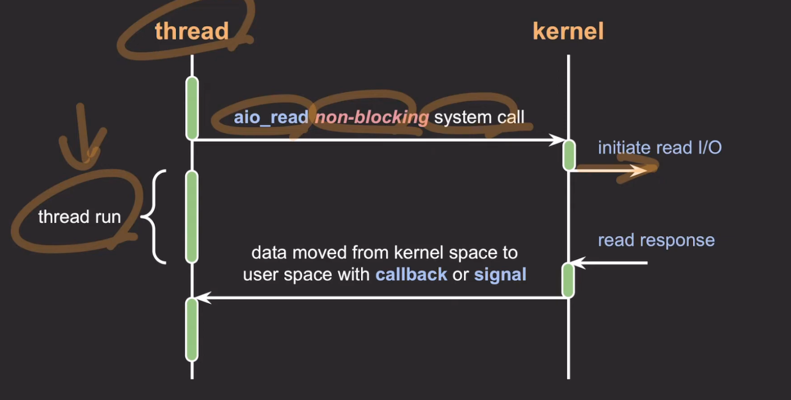 thread
kernel
aio_read non-blocking system call
initiate read I/O
thread run
read response
data moved from kernel space to
user space with callback or signal